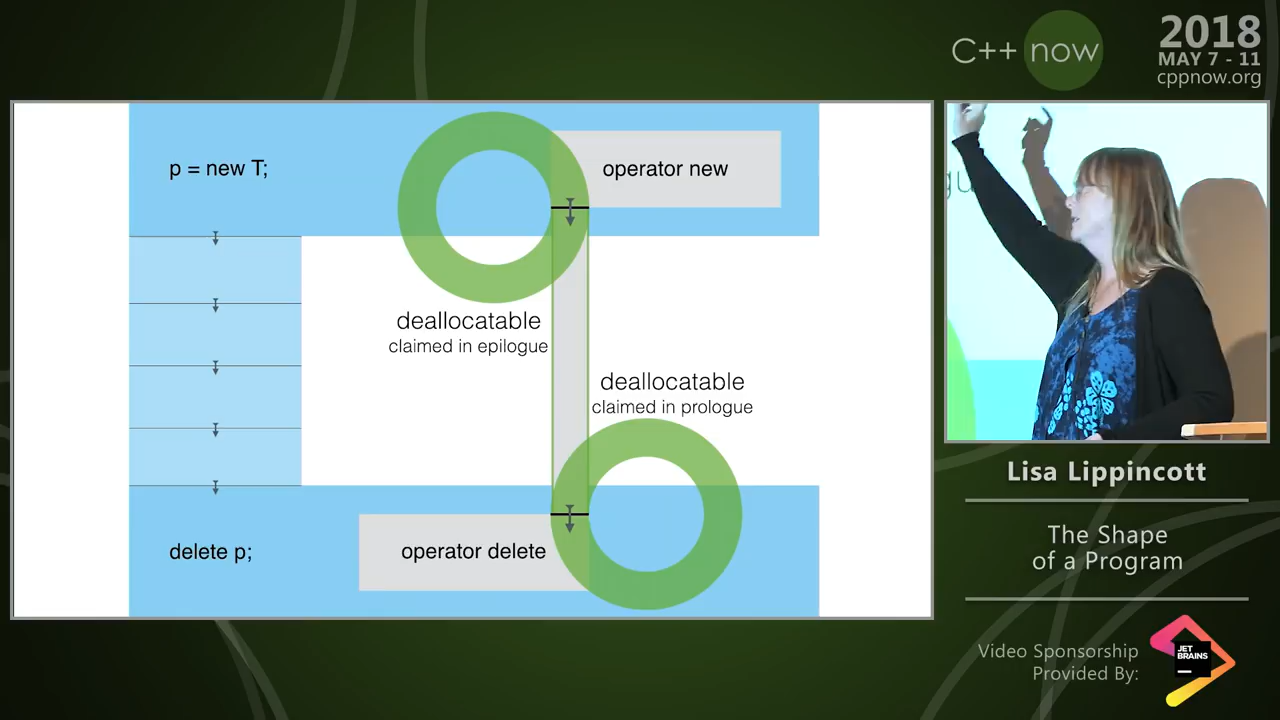 C++ now
2018
MAY 7 - 11
cppnow.org
p = new T;
operator new
deallocatable
claimed in epilogue
deallocatable
claimed in prologue
delete p;
operator delete
gu
Lisa Lippincott
The Shape
of a Program
Video Sponsorship
Provided By:
JET
BRAINS